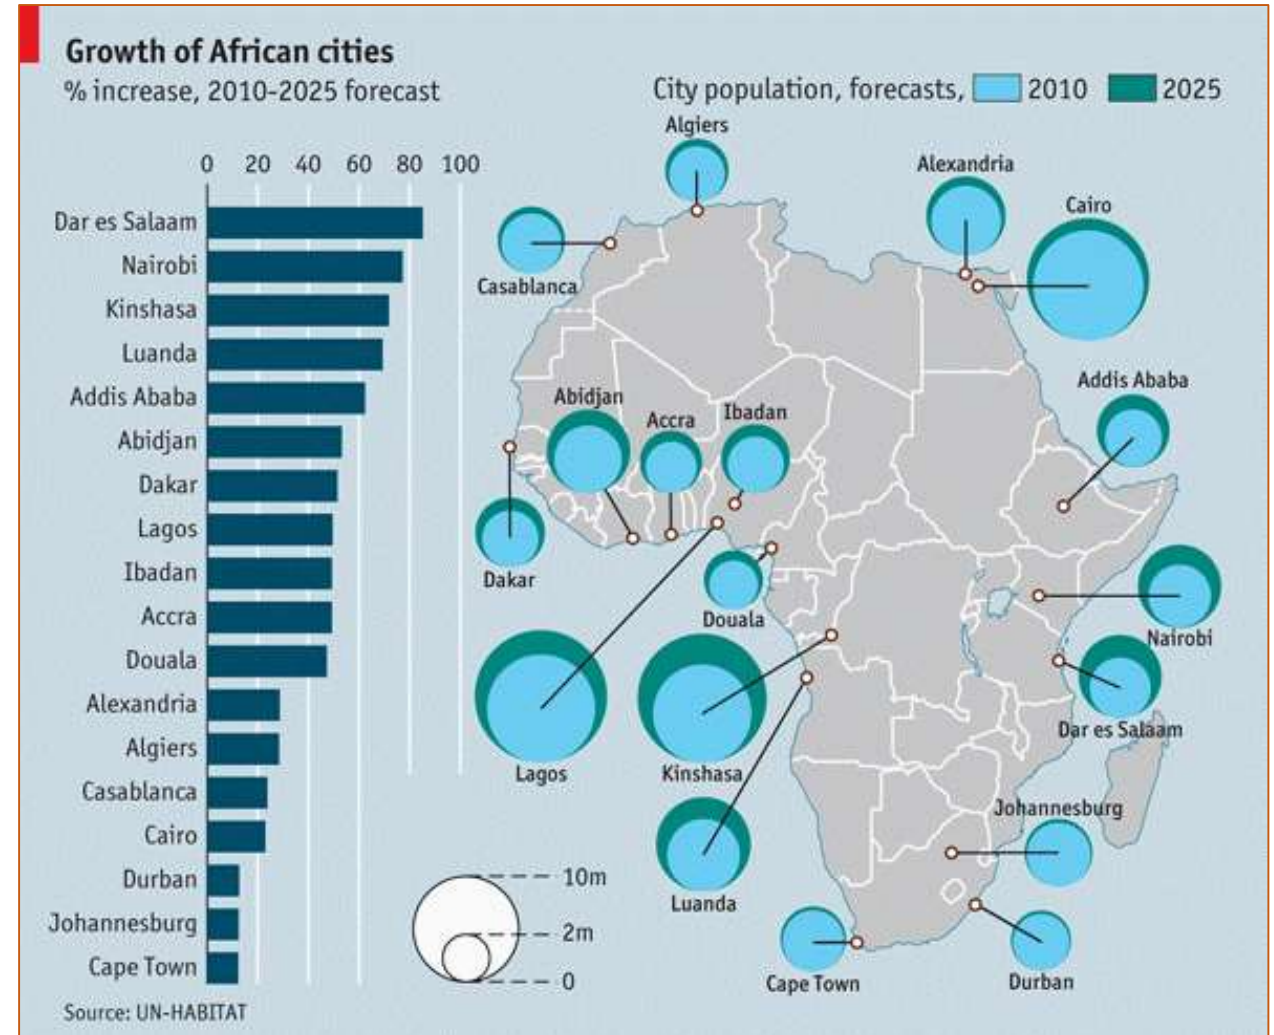 Growth of African cities
% increase, 2010-2025 forecast
City population, forecasts, 2010 2025
0 20 40 60 80 100
Dar es Salaam
Nairobi
Kinshasa
Luanda
Addis Ababa
Abidjan
Dakar
Lagos
Ibadan
Accra
Douala
Alexandria
Algiers
Casablanca
Cairo
Durban
Johannesburg
Cape Town
Source: UN-HABITAT
10m
2m
0
Algiers
Alexandria
Cairo
Casablanca
Addis Ababa
Abidjan
Accra
Ibadan
Dakar
Douala
Nairobi
Dar es Salaam
Lagos
Kinshasa
Johannesburg
Luanda
Cape Town
Durban